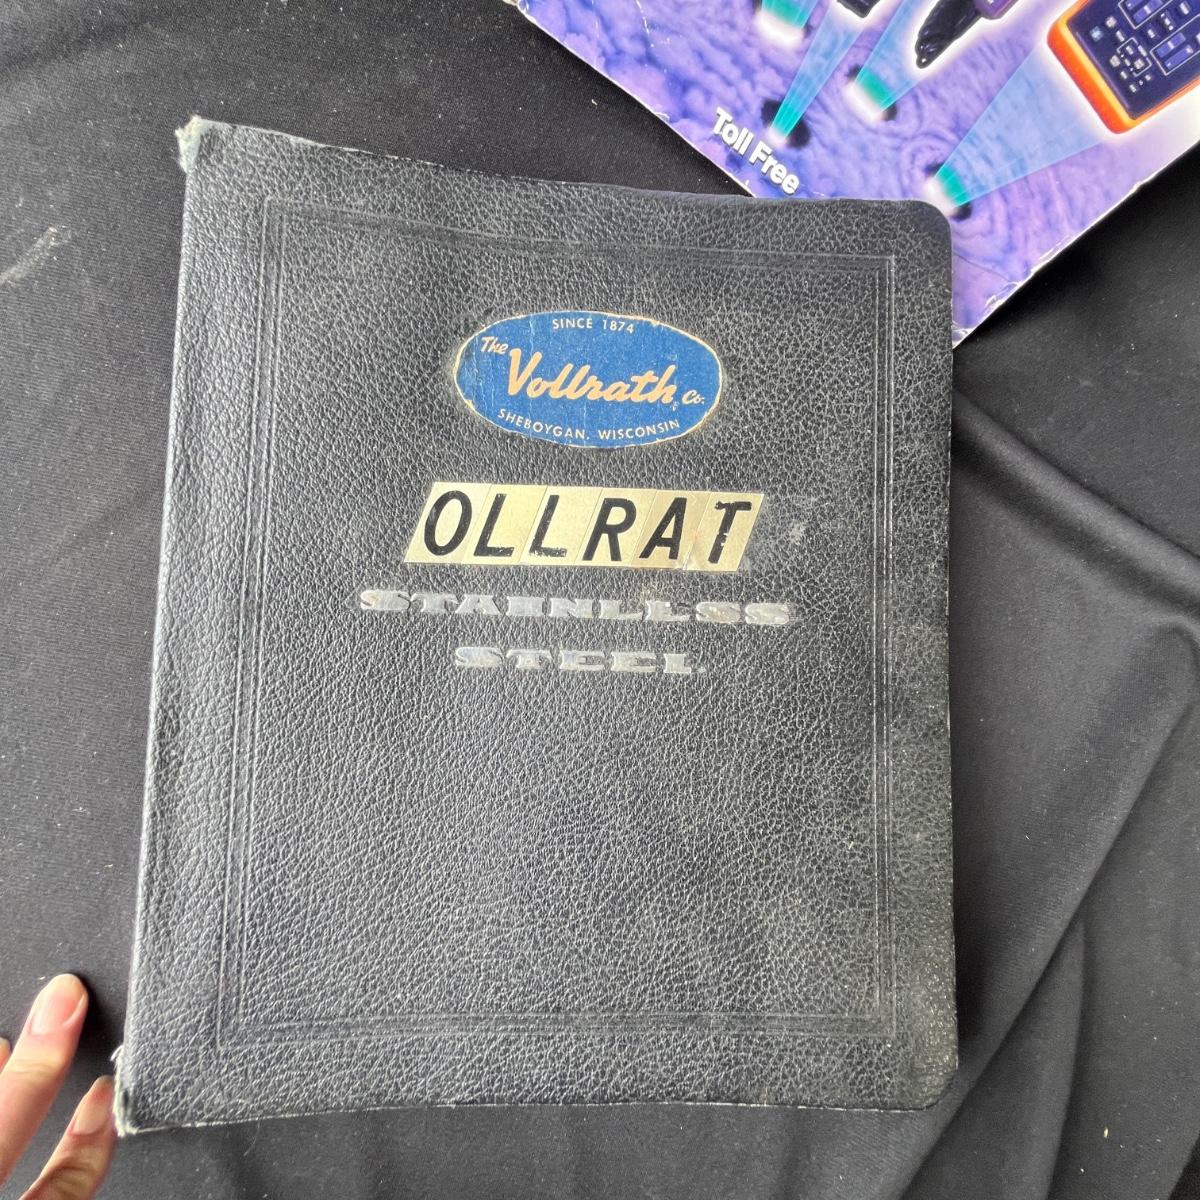 Toll Free
SINCE 1874
The Vollrath Co.
SHEBOYGAN, WISCONSIN
OLLRAT
STAINLESS
STEEL